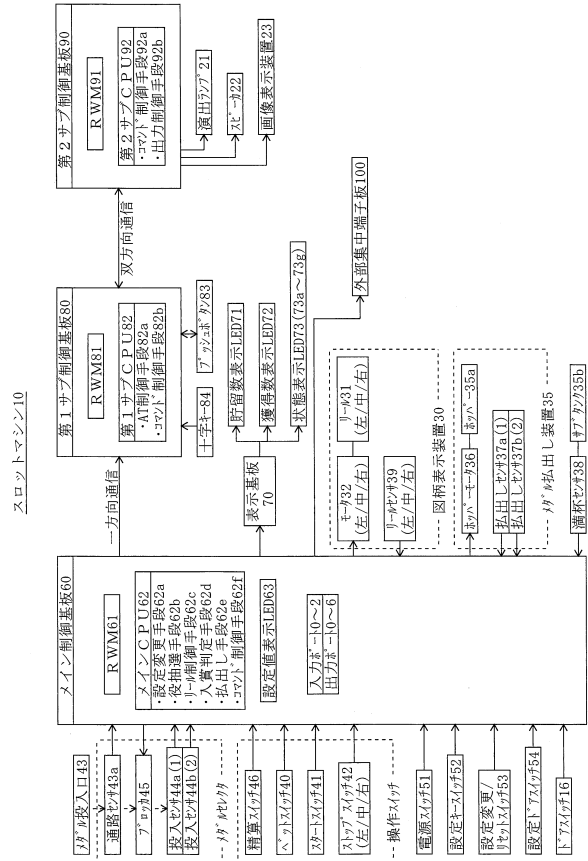 スロットマシン10
メダル投入口43
通路センサ43a
ブロッカ45
投入センサ44a(1)
投入センサ44b(2)
メダルセレクタ
精算スイッチ46
ベットスイッチ40
スタートスイッチ41
ストップスイッチ42
(左/中/右)
操作スイッチ
電源スイッチ51
設定キースイッチ52
設定変更/
リセットスイッチ53
設定ドアスイッチ54
ドアスイッチ16
メイン制御基板60
RWM61
メインCPU62
・設定変更手段62a
・役抽選手段62b
・リール制御手段62c
・入賞判定手段62d
・払出し手段62e
・コマンド制御手段62f
設定値表示LED63
入力ポート0~2
出力ポート0~6
一方向通信
第1サブ制御基板80
RWM81
第1サブCPU82
・AT制御手段82a
・コマンド制御手段82b
十字キー84
プッシュボタン83
双方向通信
第2サブ制御基板90
RWM91
第2サブCPU92
・コマンド制御手段92a
・出力制御手段92b
演出ランプ21
スピーカ22
画像表示装置23
表示基板
70
貯留数表示LED71
獲得数表示LED72
状態表示LED73(73a~73g)
外部集中端子板100
モータ32
(左/中/右)
リール31
(左/中/右)
リールセンサ39
(左/中/右)
図柄表示装置30
ホッパーモータ36
ホッパー35a
払出しセンサ37a(1)
払出しセンサ37b(2)
メダル払出し装置35
満杯センサ38
サブタンク35b